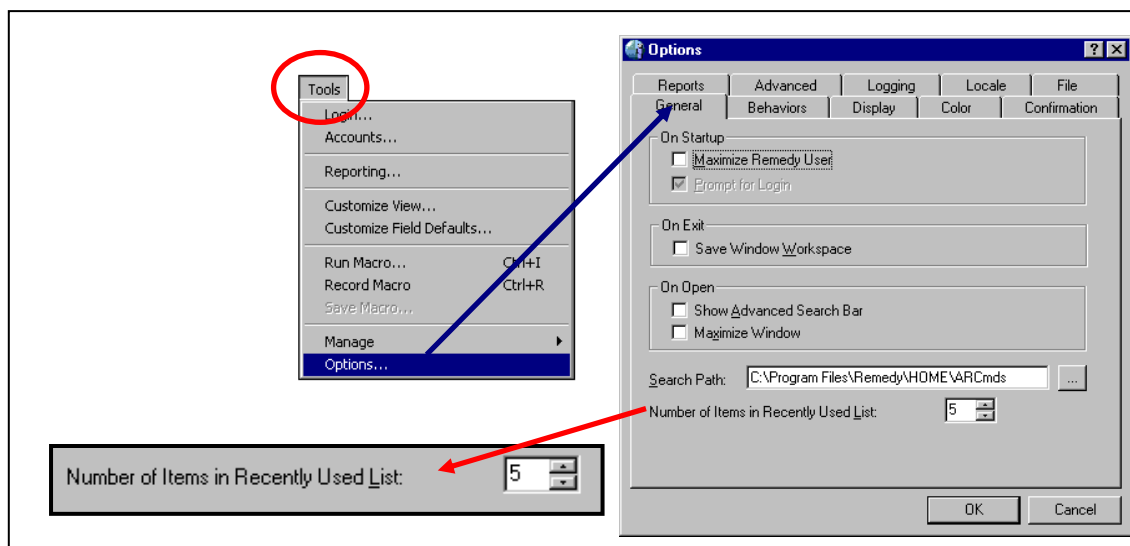 Tools
Login...
Accounts...
Reporting...
Customize View...
Customize Field Defaults...
Run Macro... Ctrl+I
Record Macro Ctrl+R
Save Macro...
Manage
Options...
Options
Reports Advanced Logging Locale File
General Behaviors Display Color Confirmation
On Startup
Maximize Remedy User
Prompt for Login
On Exit
Save Window Workspace
On Open
Show Advanced Search Bar
Maximize Window
Search Path: C:\Program Files\Remedy\HOME\ARCmds ...
Number of Items in Recently Used List: 5
OK Cancel
Number of Items in Recently Used List: 5